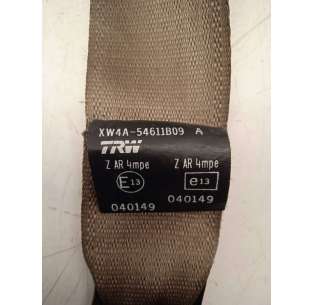 XW4A-54611B09 A
TRW
Z AR 4mpe Z AR 4mpe
E13 e13
040149 040149